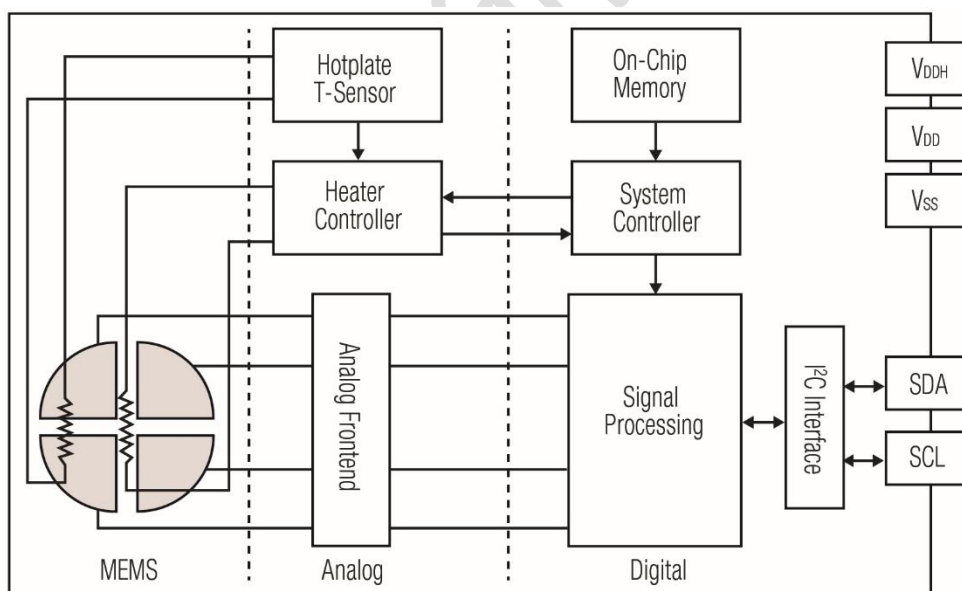 Hotplate
T-Sensor
On-Chip
Memory
VDDH
VDD
VSS
Heater
Controller
System
Controller
Analog Frontend
Signal
Processing
I²C Interface
SDA
SCL
MEMS
Analog
Digital